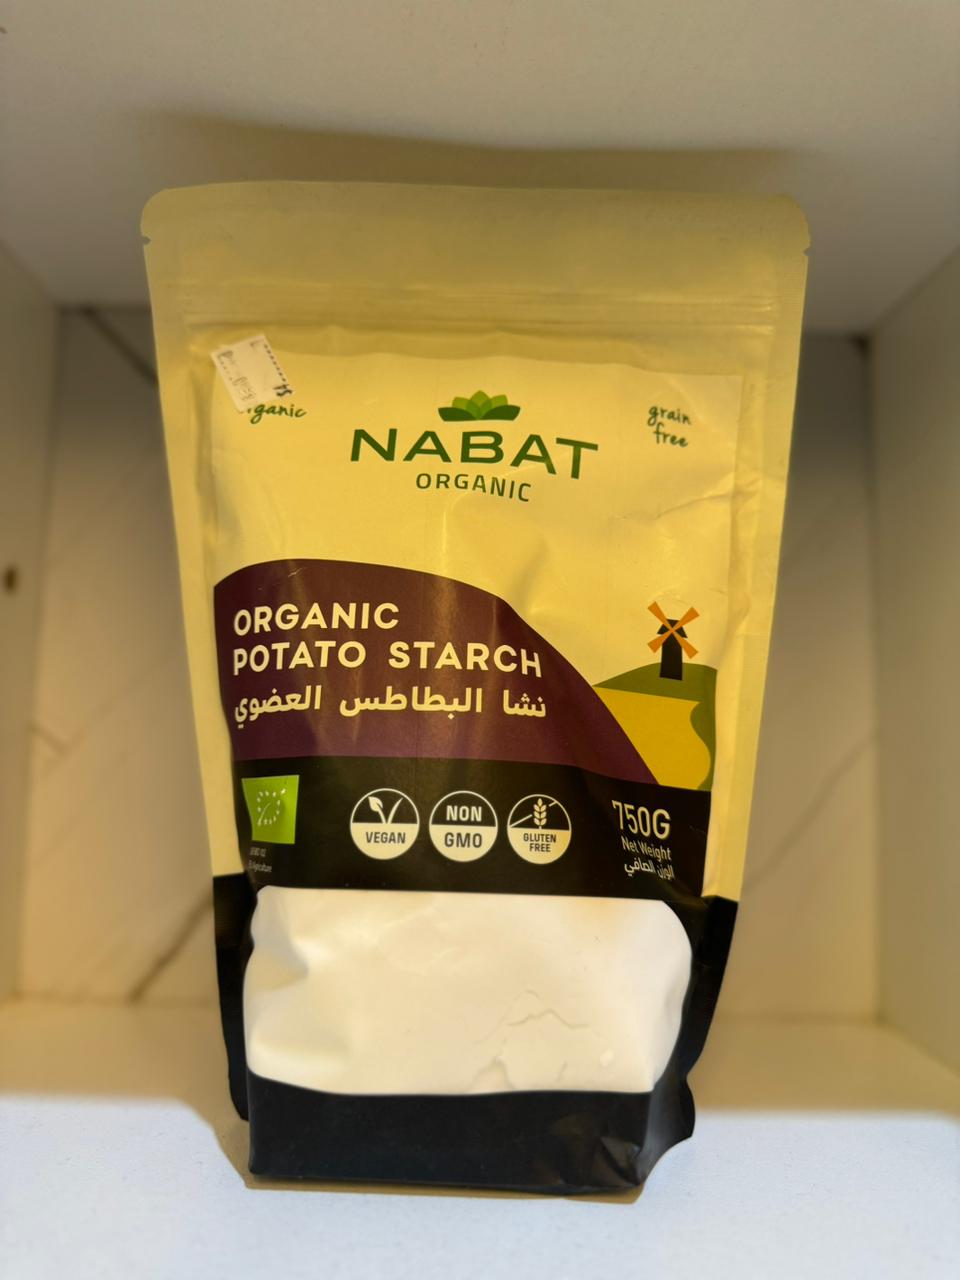 grain
free
NABAT
ORGANIC
ORGANIC
POTATO STARCH
نشا البطاطس العضوي
VEGAN
NON
GMO
GLUTEN
FREE
750G
Net Weight
الوزن الصافي